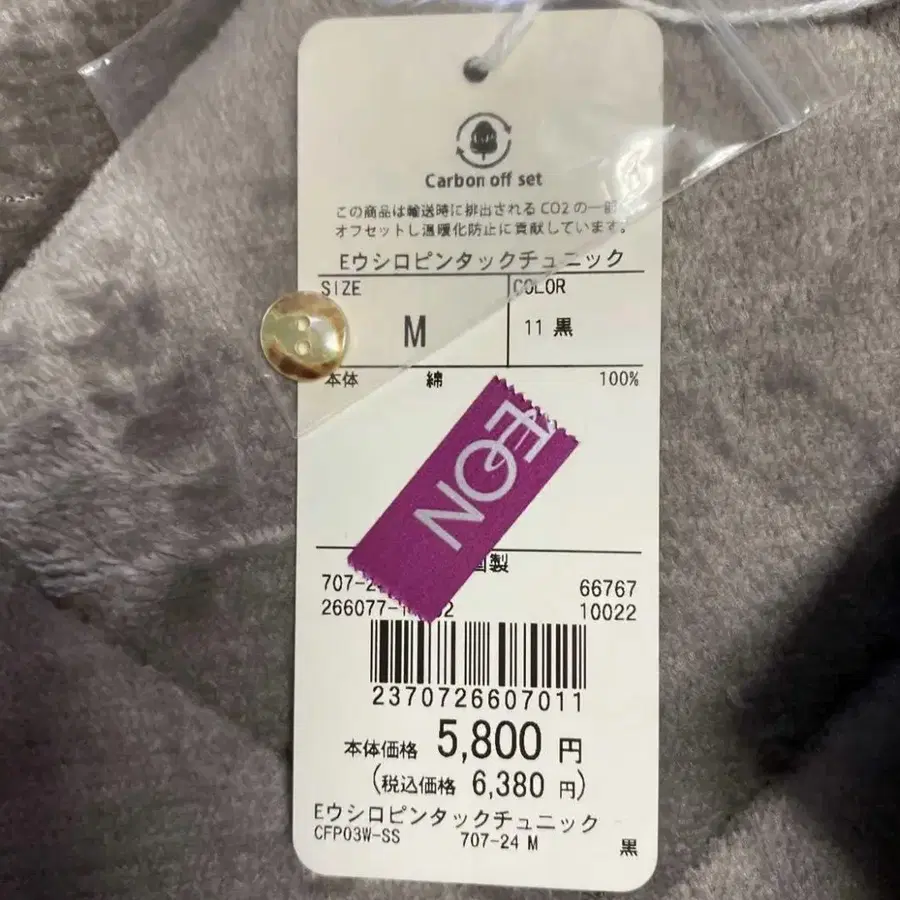 Carbon off set
この商品は輸送時に排出されるCO2の一部
オフセットし温暖化防止に貢献しています。
Eウシロピンタックチュニック
SIZE COLOR
M 11 黒
本体 綿 100%
EON
製
707-2 66767
266077-1 2 10022
2370726607011
本体価格 5,800 円
(税込価格 6,380 円)
Eウシロピンタックチュニック
CFP03W-SS 707-24 M 黒